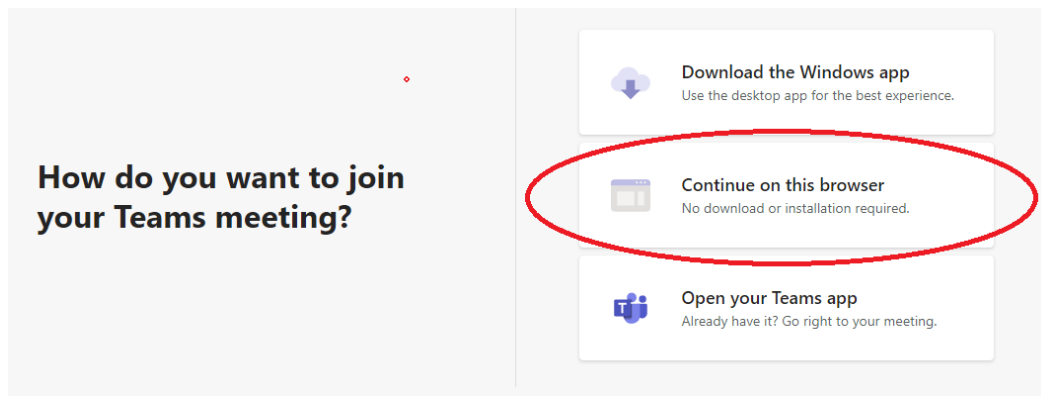 How do you want to join
your Teams meeting?
Download the Windows app
Use the desktop app for the best experience.
Continue on this browser
No download or installation required.
T
Open your Teams app
Already have it? Go right to your meeting.